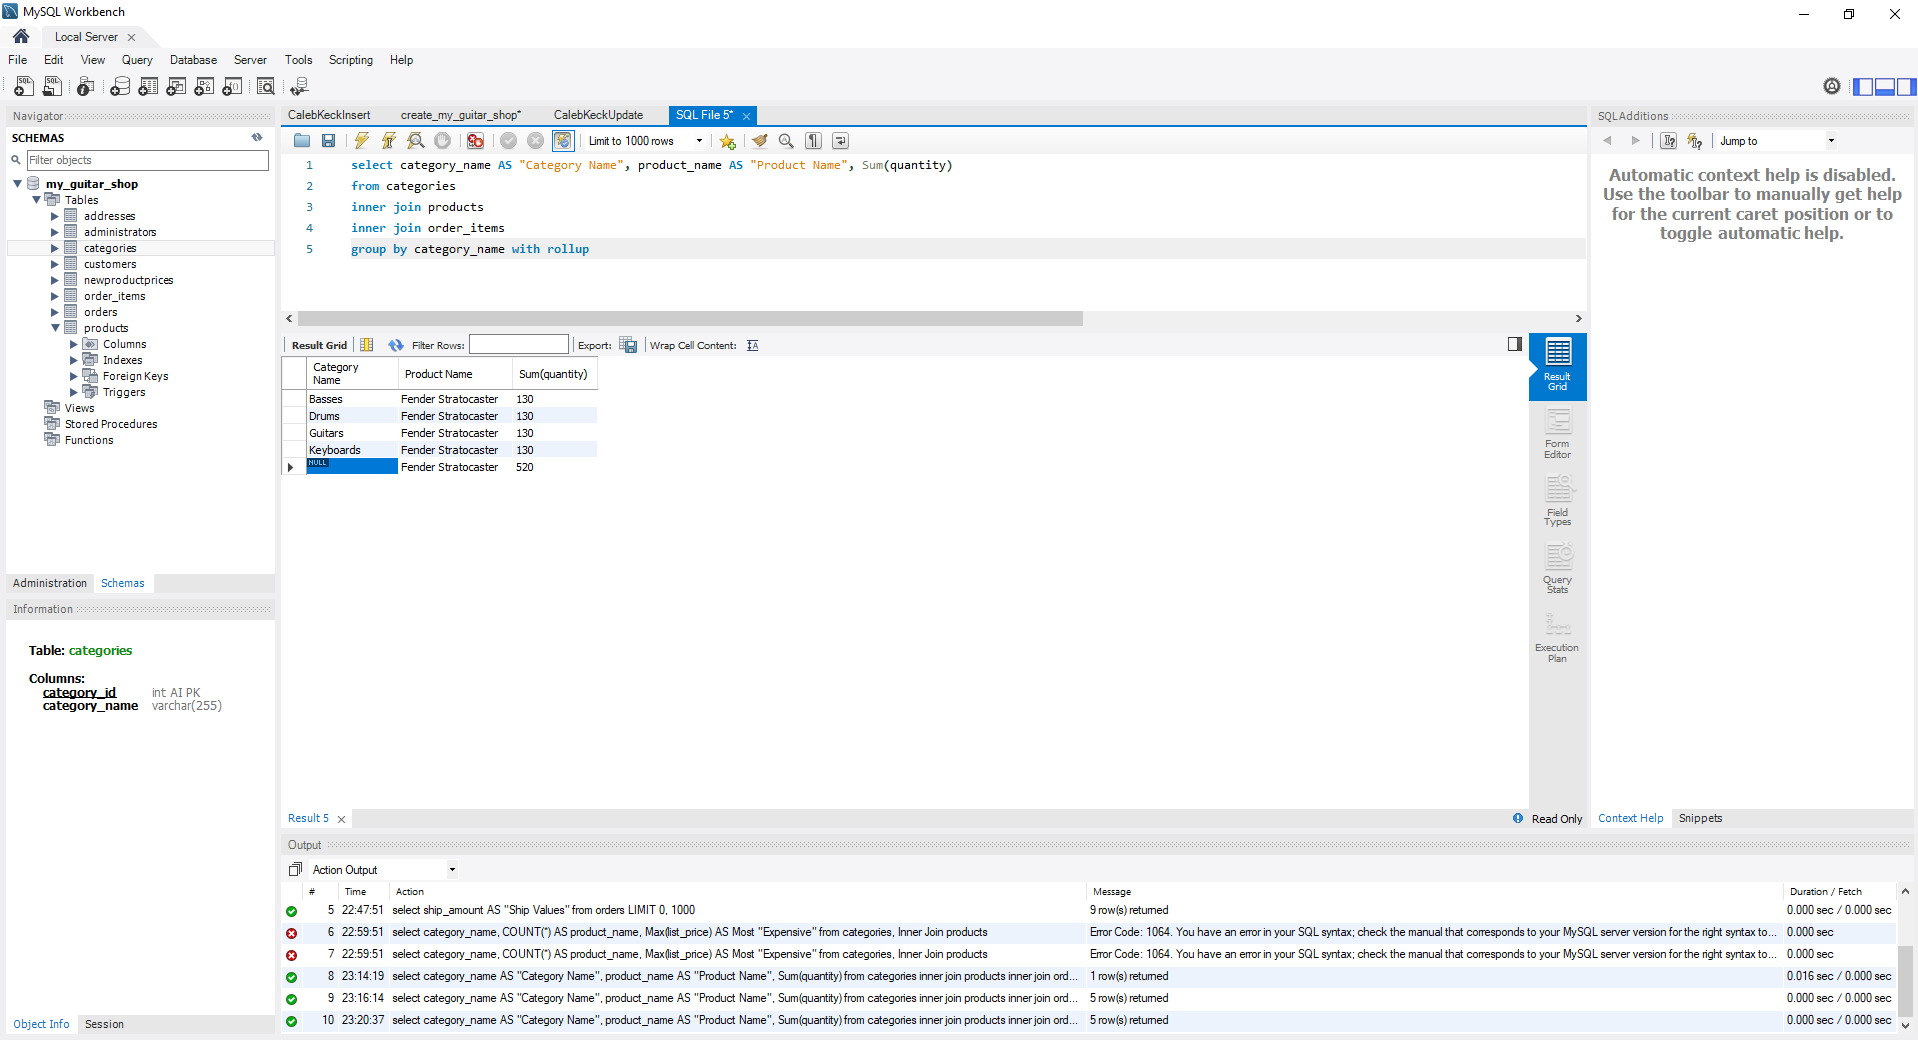 MySQL Workbench
Local Server
File Edit View Query Database Server Tools Scripting Help
Navigator
SCHEMAS
Filter objects
my_guitar_shop
Tables
addresses
administrators
categories
customers
newproductprices
order_items
orders
products
Columns
Indexes
Foreign Keys
Triggers
Views
Stored Procedures
Functions
Administration Schemas
Information
Table: categories
Columns:
category_id int AI PK
category_name varchar(255)
Object Info Session
CalebKeckInsert create_my_guitar_shop* CalebKeckUpdate SQL File 5*
Limit to 1000 rows
1 select category_name AS "Category Name", product_name AS "Product Name", Sum(quantity)
2 from categories
3 inner join products
4 inner join order_items
5 group by category_name with rollup
Result Grid Filter Rows: Export: Wrap Cell Content:
Category Name Product Name Sum(quantity)
Basses Fender Stratocaster 130
Drums Fender Stratocaster 130
Guitars Fender Stratocaster 130
Keyboards Fender Stratocaster 130
NULL Fender Stratocaster 520
Result Grid
Form Editor
Field Types
Query Stats
Execution Plan
Result 5
Read Only
SQLAdditions
Jump to
Automatic context help is disabled.
Use the toolbar to manually get help
for the current caret position or to
toggle automatic help.
Context Help Snippets
Output
Action Output
# Time Action Message Duration / Fetch
5 22:47:51 select ship_amount AS "Ship Values" from orders LIMIT 0, 1000 9 row(s) returned 0.000 sec / 0.000 sec
6 22:59:51 select category_name, COUNT(*) AS product_name, Max(list_price) AS Most "Expensive" from categories, Inner Join products Error Code: 1064. You have an error in your SQL syntax; check the manual that corresponds to your MySQL server version for the right syntax to... 0.000 sec
7 22:59:51 select category_name, COUNT(*) AS product_name, Max(list_price) AS Most "Expensive" from categories, Inner Join products Error Code: 1064. You have an error in your SQL syntax; check the manual that corresponds to your MySQL server version for the right syntax to... 0.000 sec
8 23:14:19 select category_name AS "Category Name", product_name AS "Product Name", Sum(quantity) from categories inner join products inner join ord... 1 row(s) returned 0.016 sec / 0.000 sec
9 23:16:14 select category_name AS "Category Name", product_name AS "Product Name", Sum(quantity) from categories inner join products inner join ord... 5 row(s) returned 0.000 sec / 0.000 sec
10 23:20:37 select category_name AS "Category Name", product_name AS "Product Name", Sum(quantity) from categories inner join products inner join ord... 5 row(s) returned 0.000 sec / 0.000 sec